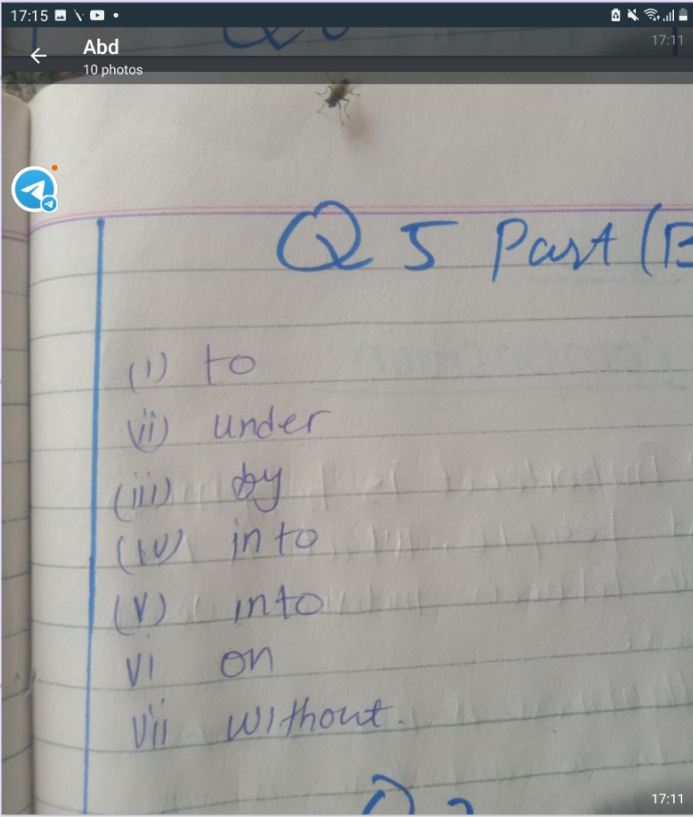 17:15
Abd
17:11
10 photos
Q 5 Part (B
(i) to
vii) under
(iii) by
(iv) into
(v) into
vi on
vii without.
17:11